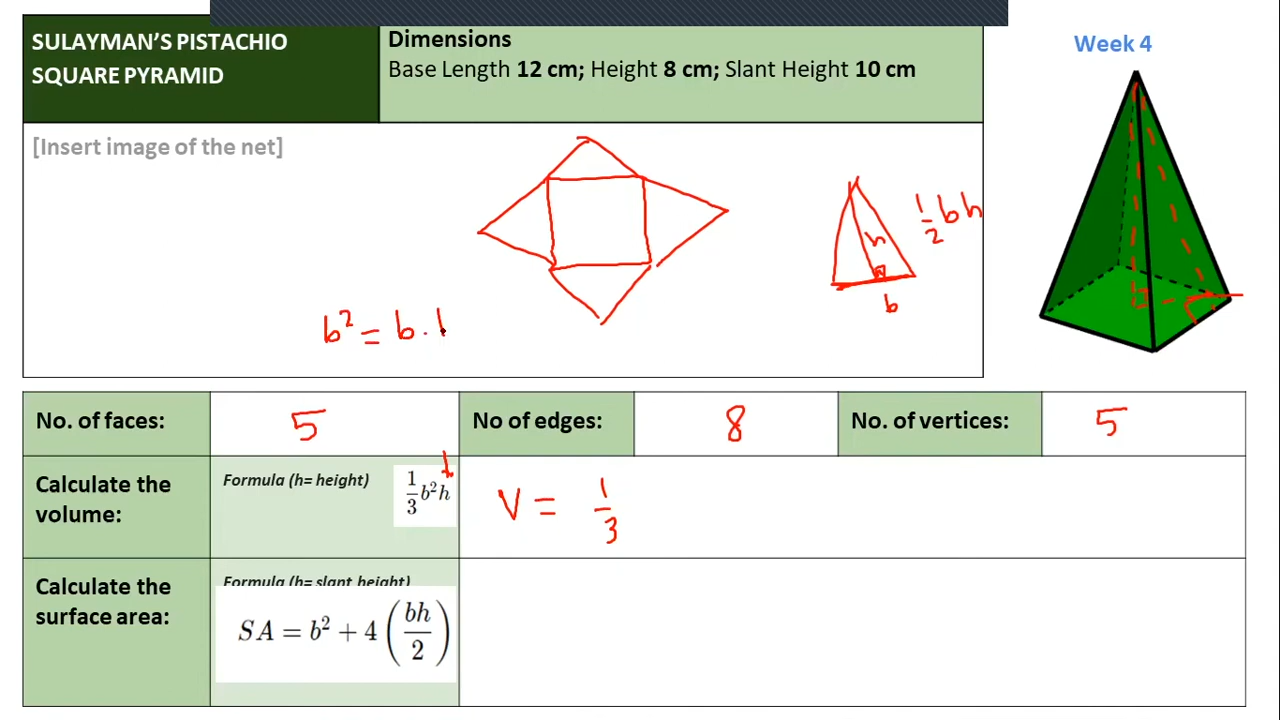 SULAYMAN'S PISTACHIO
SQUARE PYRAMID
Dimensions
Base Length 12 cm; Height 8 cm; Slant Height 10 cm
Week 4
[Insert image of the net]
1/2 bh
h
b
b² = b.
No. of faces:
5
No of edges:
8
No. of vertices:
5
Calculate the
volume:
Formula (h= height)
1/3 b²h
V = 1/3
Calculate the
surface area:
Formula (h= slant height)
SA = b² + 4 (bh/2)